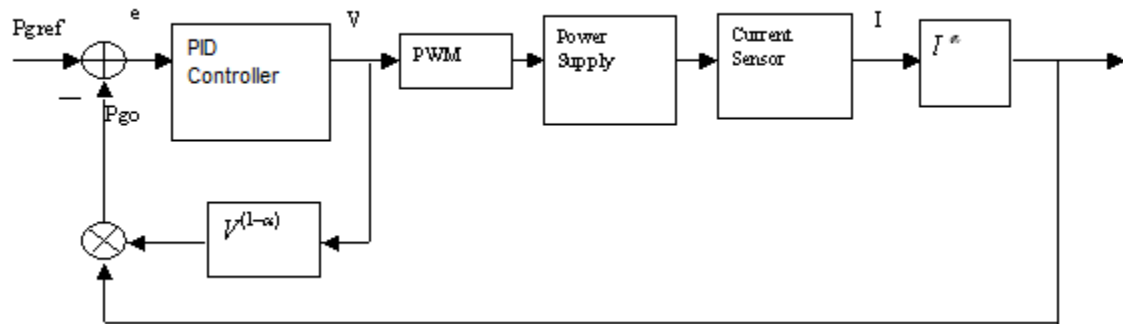 Pgref
e
PID
Controller
V
PWM
Power
Supply
Current
Sensor
I
I^α
—
Pgo
V^(1-α)